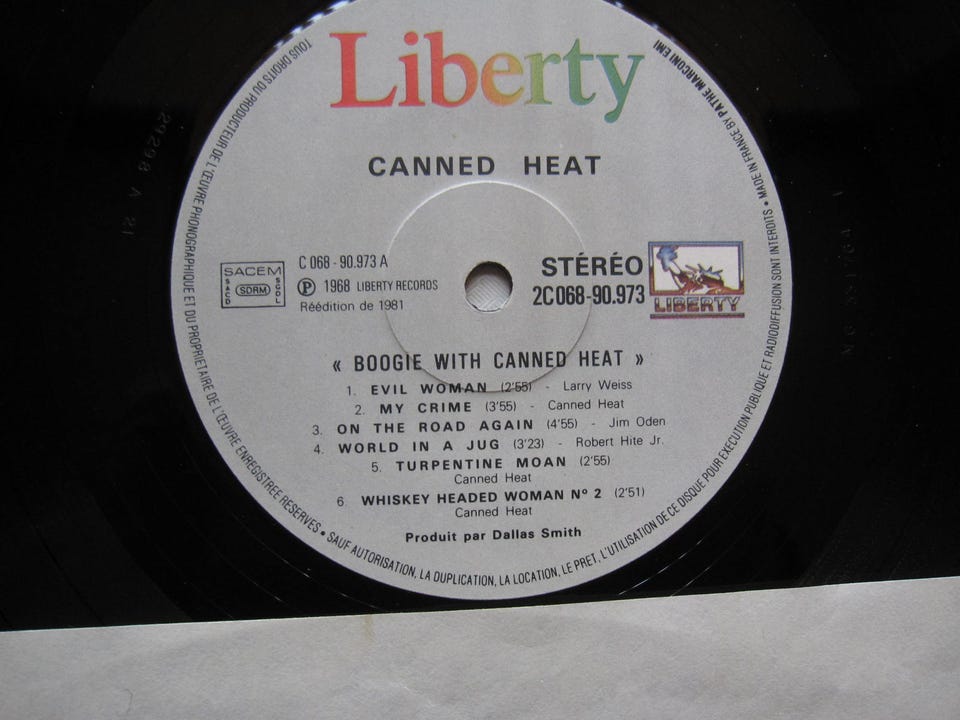 Liberty
CANNED HEAT
SACEM
SACD
SDRM
SGDL
C 068 - 90.973 A
Ⓟ 1968 LIBERTY RECORDS
Réédition de 1981
STÉRÉO
2C068-90.973
LIBERTY
« BOOGIE WITH CANNED HEAT »
1. EVIL WOMAN (2'55) - Larry Weiss
2. MY CRIME (3'55) - Canned Heat
3. ON THE ROAD AGAIN (4'55) - Jim Oden
4. WORLD IN A JUG (3'23) - Robert Hite Jr.
5. TURPENTINE MOAN (2'55)
Canned Heat
6 WHISKEY HEADED WOMAN Nº 2 (2'51)
Canned Heat
Produit par Dallas Smith
TOUS DROITS DU PRODUCTEUR DE L'ŒUVRE PHONOGRAPHIQUE ET DU PROPRIETAIRE DE L'ŒUVRE ENREGISTREE RESERVES • SAUF AUTORISATION, LA DUPLICATION, LA LOCATION, LE PRET, L'UTILISATION DE CE DISQUE POUR EXECUTION PUBLIQUE ET RADIODIFFUSION SONT INTERDITS • MADE IN FRANCE BY PATHE MARCONI EMI